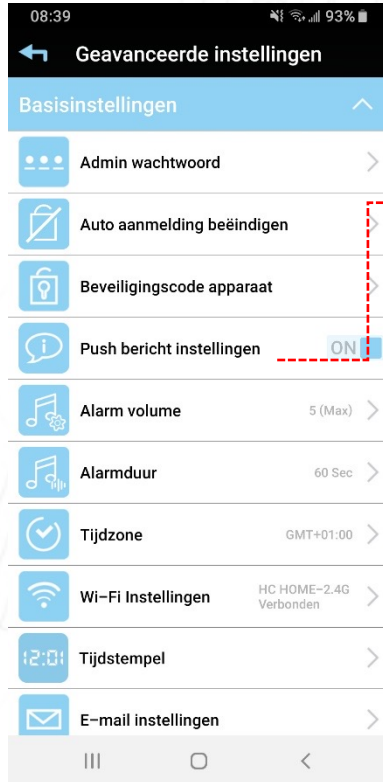 08:39 93%
Geavanceerde instellingen
Basisinstellingen
Admin wachtwoord
Auto aanmelding beëindigen
Beveiligingscode apparaat
Push bericht instellingen ON
Alarm volume 5 (Max)
Alarmduur 60 Sec
Tijdzone GMT+01:00
Wi-Fi Instellingen HC HOME-2.4G
Verbonden
12:01 Tijdstempel
E-mail instellingen